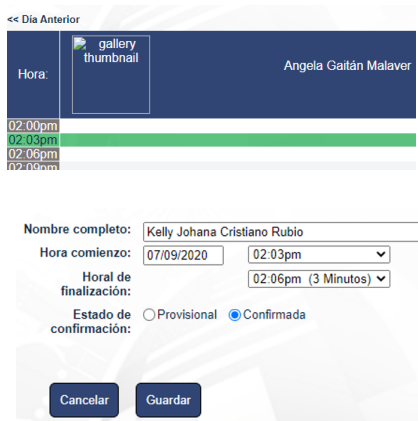 << Día Anterior
Hora:
gallery
thumbnail
Angela Gaitán Malaver
02:00pm
02:03pm
02:06pm
02:09pm
Nombre completo: Kelly Johana Cristiano Rubio
Hora comienzo: 07/09/2020 02:03pm
Horal de
finalización:
02:06pm (3 Minutos)
Estado de
confirmación:
Provisional Confirmada
Cancelar Guardar